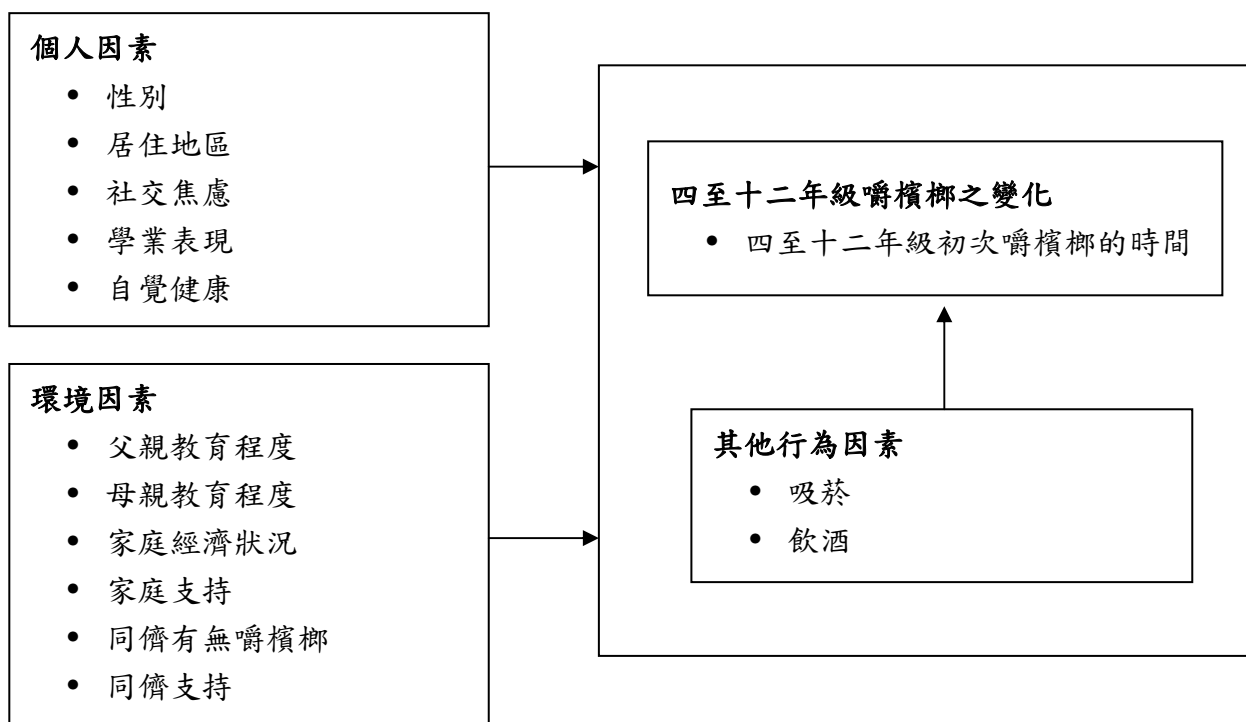 個人因素
• 性別
• 居住地區
• 社交焦慮
• 學業表現
• 自覺健康
環境因素
• 父親教育程度
• 母親教育程度
• 家庭經濟狀況
• 家庭支持
• 同儕有無嚼檳榔
• 同儕支持
四至十二年級嚼檳榔之變化
• 四至十二年級初次嚼檳榔的時間
其他行為因素
• 吸菸
• 飲酒